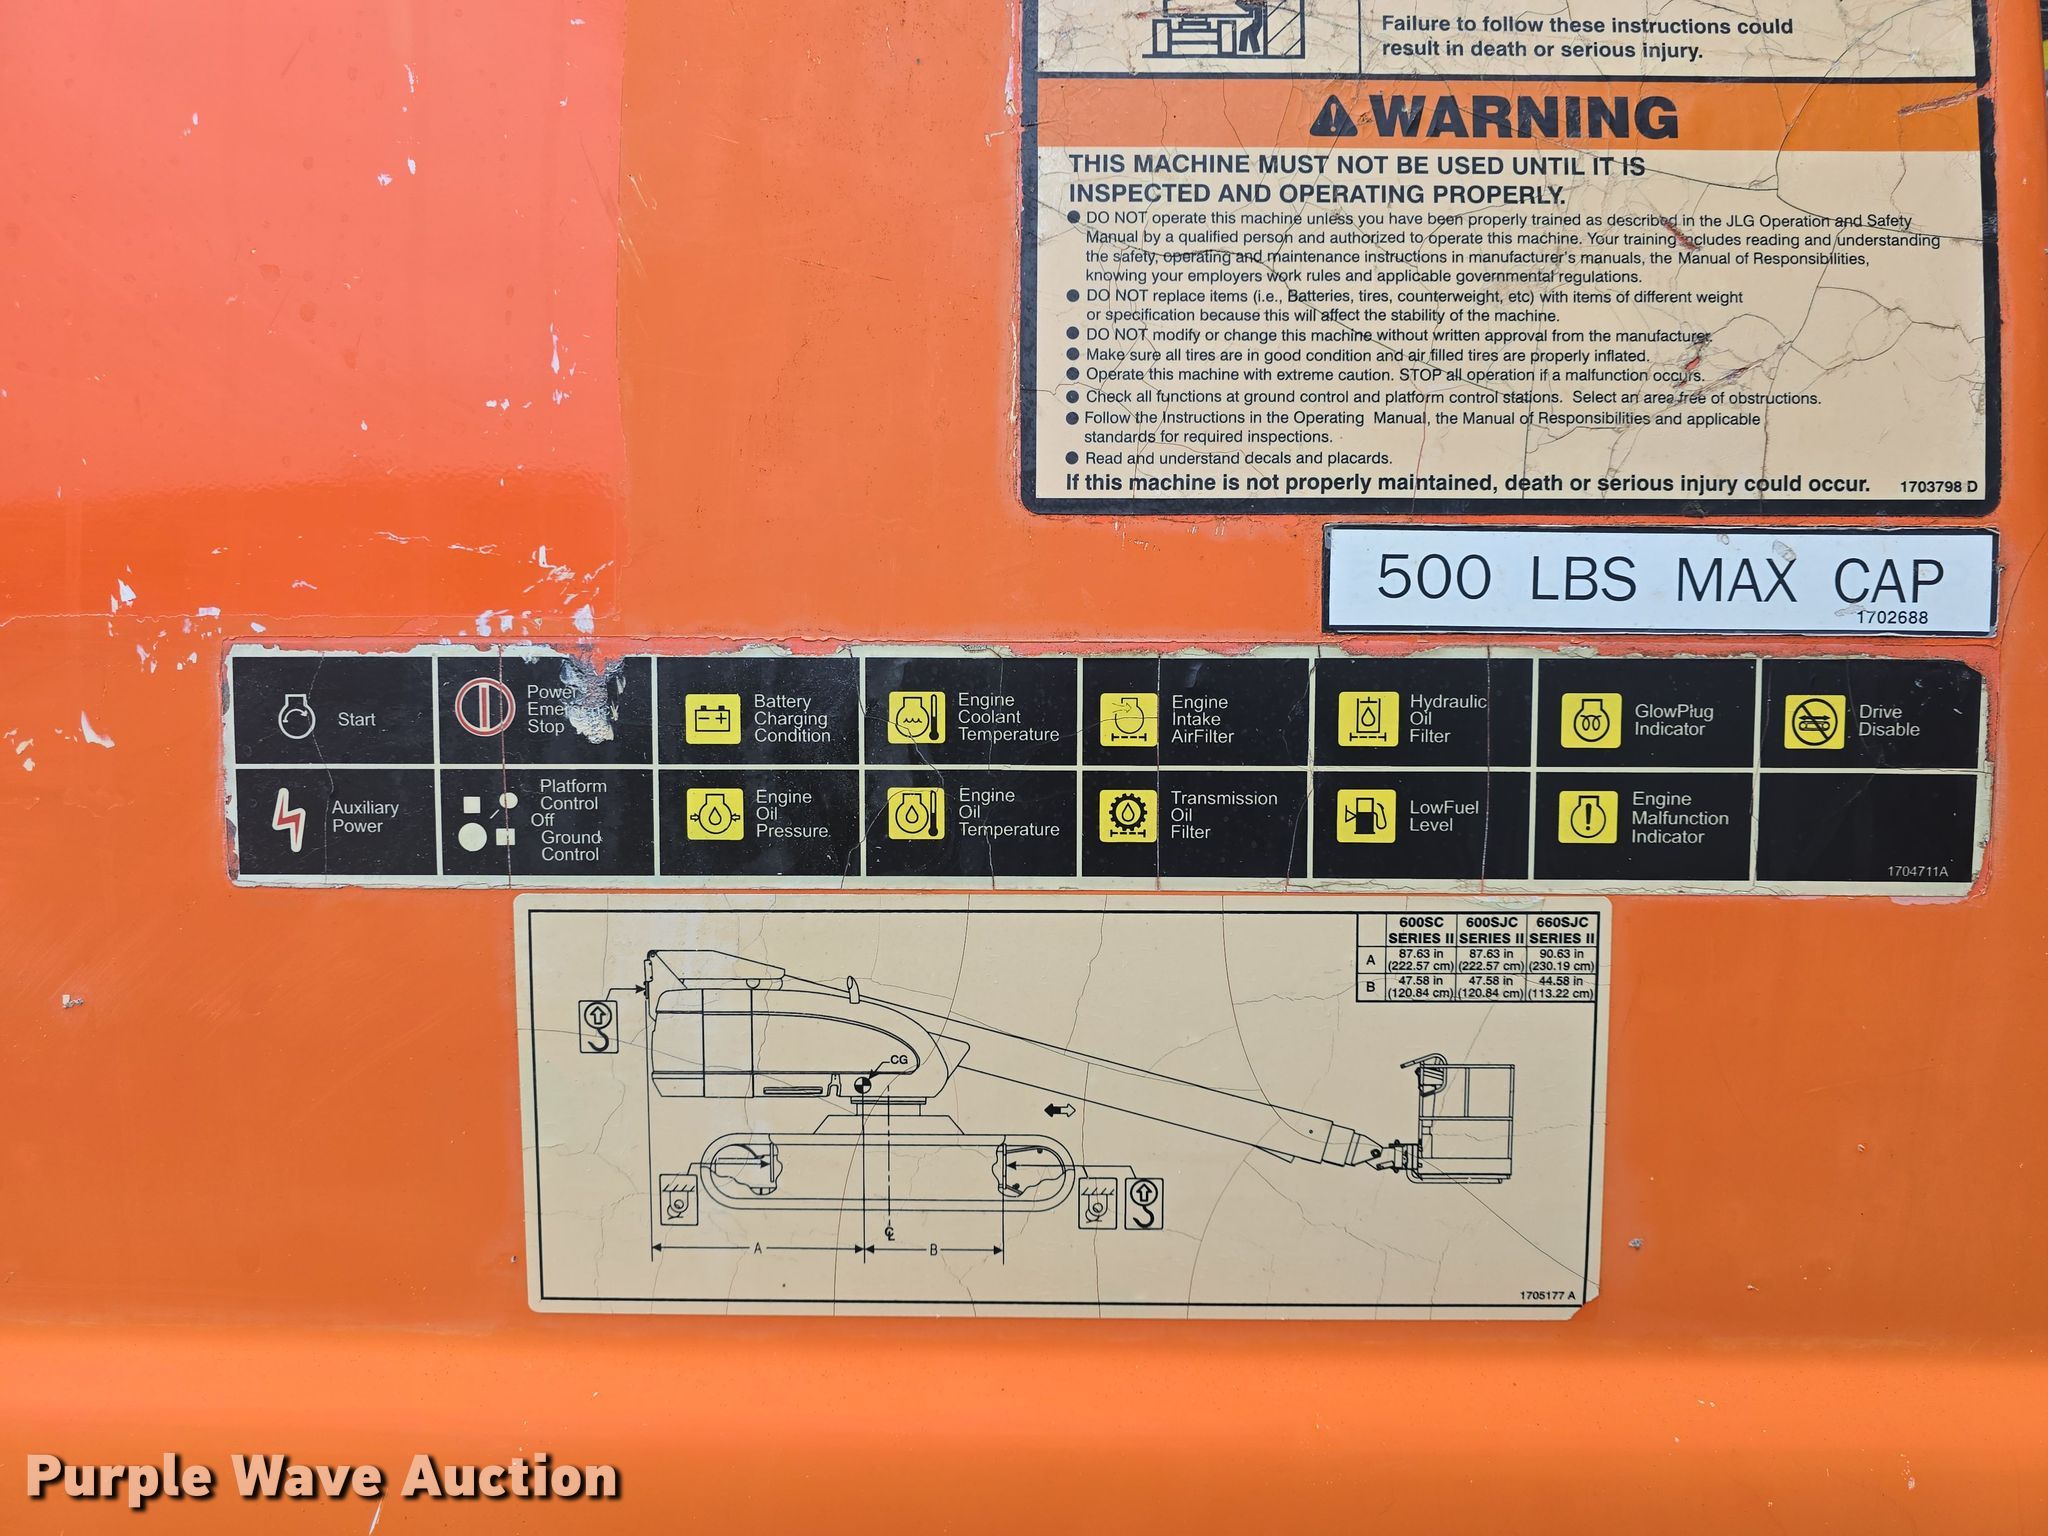 Failure to follow these instructions could
result in death or serious injury.
WARNING
THIS MACHINE MUST NOT BE USED UNTIL IT IS
INSPECTED AND OPERATING PROPERLY.
● DO NOT operate this machine unless you have been properly trained as described in the JLG Operation and Safety
Manual by a qualified person and authorized to operate this machine. Your training includes reading and understanding
the safety, operating and maintenance instructions in manufacturer's manuals, the Manual of Responsibilities,
knowing your employers work rules and applicable governmental regulations.
● DO NOT replace items (i.e., Batteries, tires, counterweight, etc) with items of different weight
or specification because this will affect the stability of the machine.
● DO NOT modify or change this machine without written approval from the manufacturer.
● Make sure all tires are in good condition and air filled tires are properly inflated.
● Operate this machine with extreme caution. STOP all operation if a malfunction occurs.
● Check all functions at ground control and platform control stations. Select an area free of obstructions.
● Follow the Instructions in the Operating Manual, the Manual of Responsibilities and applicable
standards for required inspections.
● Read and understand decals and placards.
If this machine is not properly maintained, death or serious injury could occur. 1703798 D
500 LBS MAX CAP
1702688
Start
Power
Emergency
Stop
Battery
Charging
Condition
Engine
Coolant
Temperature
Engine
Intake
AirFilter
Hydraulic
Oil
Filter
GlowPlug
Indicator
Drive
Disable
Auxiliary
Power
Platform
Control
Off
Ground
Control
Engine
Oil
Pressure
Engine
Oil
Temperature
Transmission
Oil
Filter
LowFuel
Level
Engine
Malfunction
Indicator
1704711A
600SC 600SJC 660SJC
SERIES II SERIES II SERIES II
A 87.63 in 87.63 in 90.63 in
(222.57 cm) (222.57 cm) (230.19 cm)
B 47.58 in 47.58 in 44.58 in
(120.84 cm) (120.84 cm) (113.22 cm)
CG
℄
A B
1705177 A
Purple Wave Auction